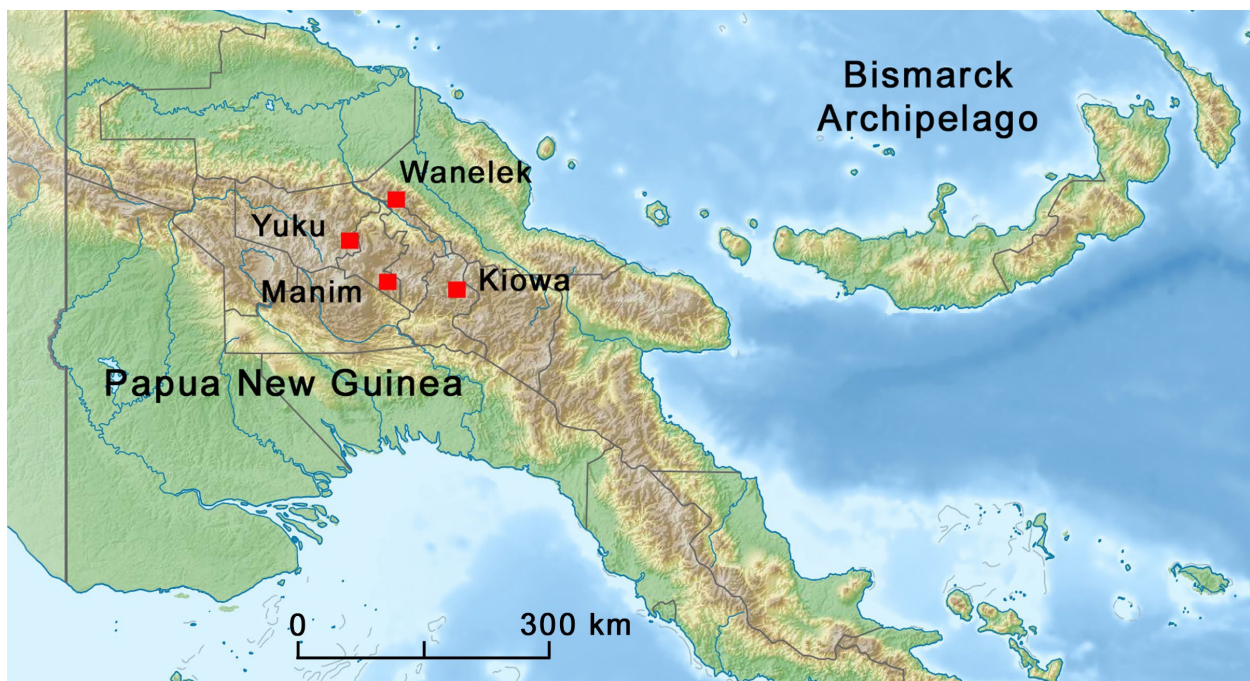 Bismarck
Archipelago
Wanelek
Yuku
Manim
Kiowa
Papua New Guinea
0
300 km